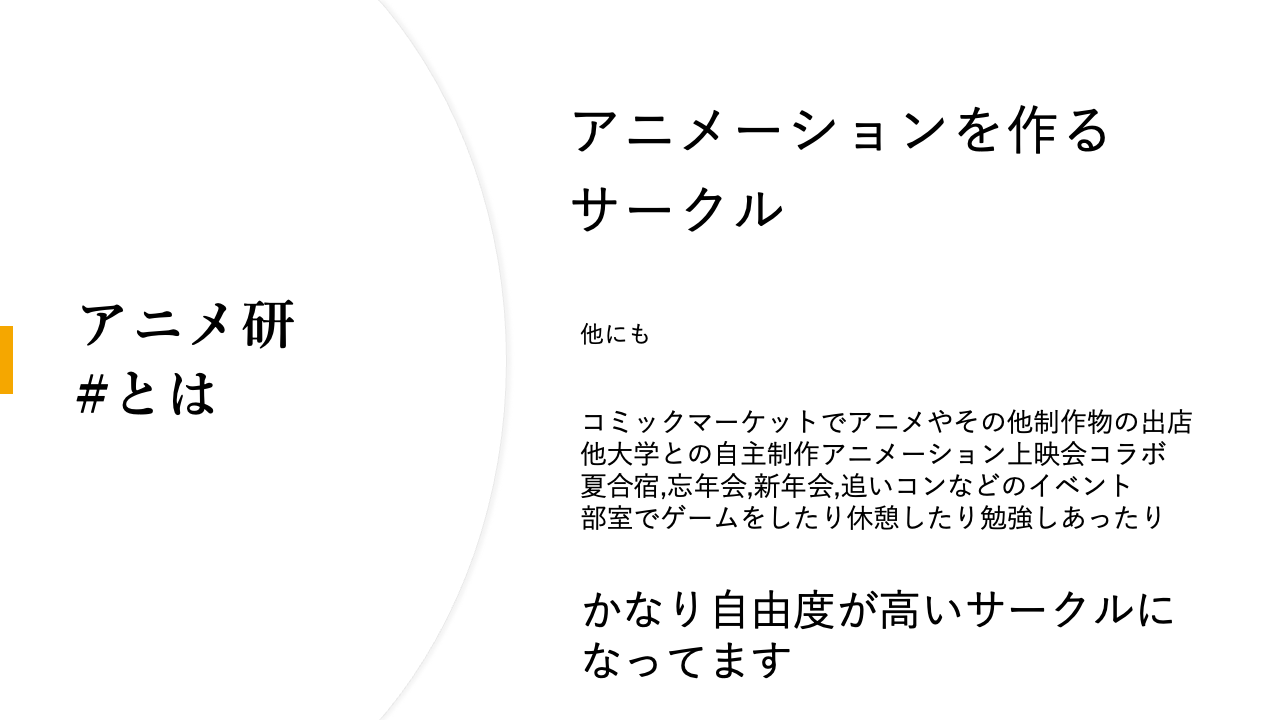 アニメ研
#とは
アニメーションを作る
サークル
他にも
コミックマーケットでアニメやその他制作物の出店
他大学との自主制作アニメーション上映会コラボ
夏合宿,忘年会,新年会,追いコンなどのイベント
部室でゲームをしたり休憩したり勉強しあったり
かなり自由度が高いサークルに
なってます